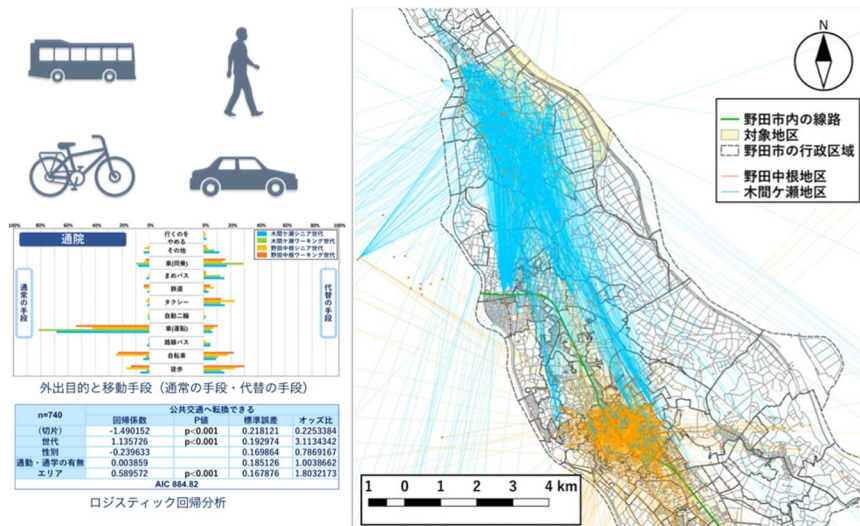 100%
80%
60%
40%
20%
0%
20%
40%
60%
80%
100%
通院
木間ケ瀬シニア世代
木間ケ瀬ワーキング世代
野田中根シニア世代
野田中根ワーキング世代
通常の手段
代替の手段
行くのを
やめる
その他
車(同乗)
まめバス
鉄道
タクシー
自動二輪
車(運転)
路線バス
自転車
徒歩
外出目的と移動手段（通常の手段・代替の手段）
n=740 公共交通へ転換できる
回帰係数 P値 標準誤差 オッズ比
(切片) -1.490152 p<0.001 0.218121 0.2253384
世代 1.135726 p<0.001 0.192974 3.1134342
性別 -0.239633 0.169864 0.7869167
通勤・通学の有無 0.003859 0.185126 1.0038662
エリア 0.589572 p<0.001 0.167876 1.8032173
AIC 884.82
ロジスティック回帰分析
N
野田市内の線路
対象地区
野田市の行政区域
野田中根地区
木間ケ瀬地区
1 0 1 2 3 4 km